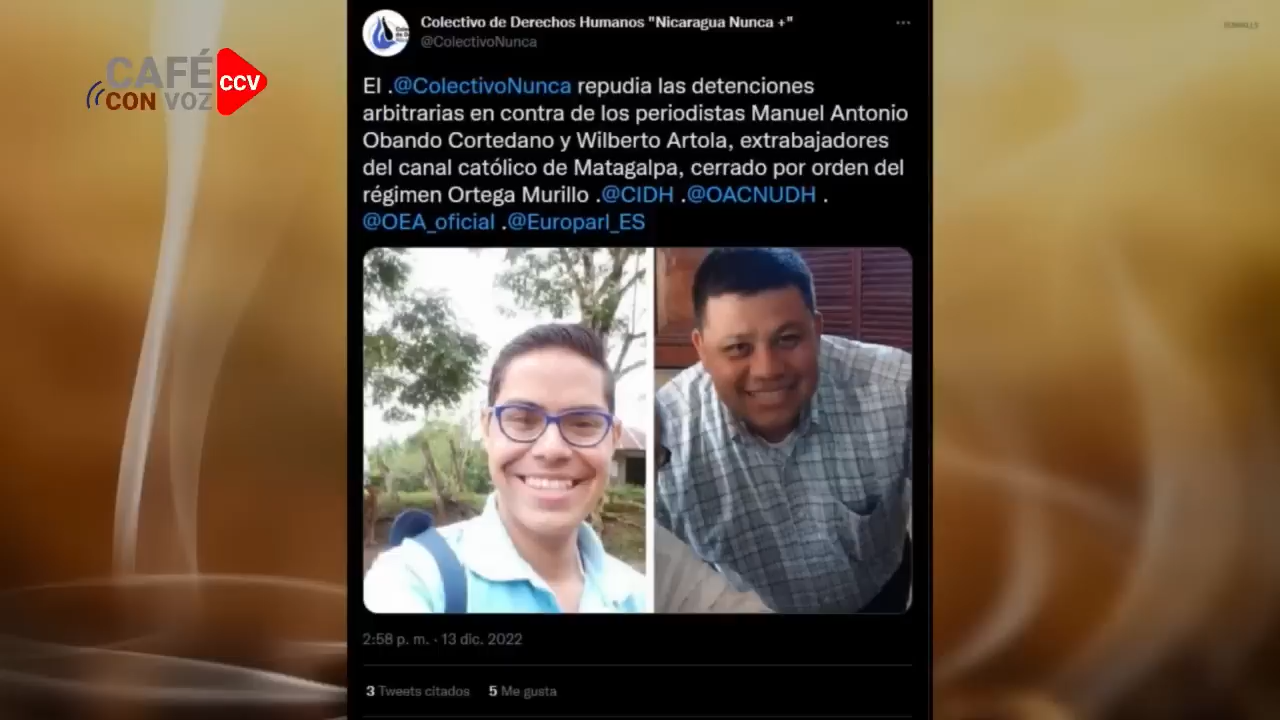 CAFÉ
CON VOZ
CCV
Colectivo de Derechos Humanos "Nicaragua Nunca +"
@ColectivoNunca
El .@ColectivoNunca repudia las detenciones
arbitrarias en contra de los periodistas Manuel Antonio
Obando Cortedano y Wilberto Artola, extrabajadores
del canal católico de Matagalpa, cerrado por orden del
régimen Ortega Murillo .@CIDH .@OACNUDH .
@OEA_oficial .@Europarl_ES
2:58 p. m. · 13 dic. 2022
3 Tweets citados 5 Me gusta